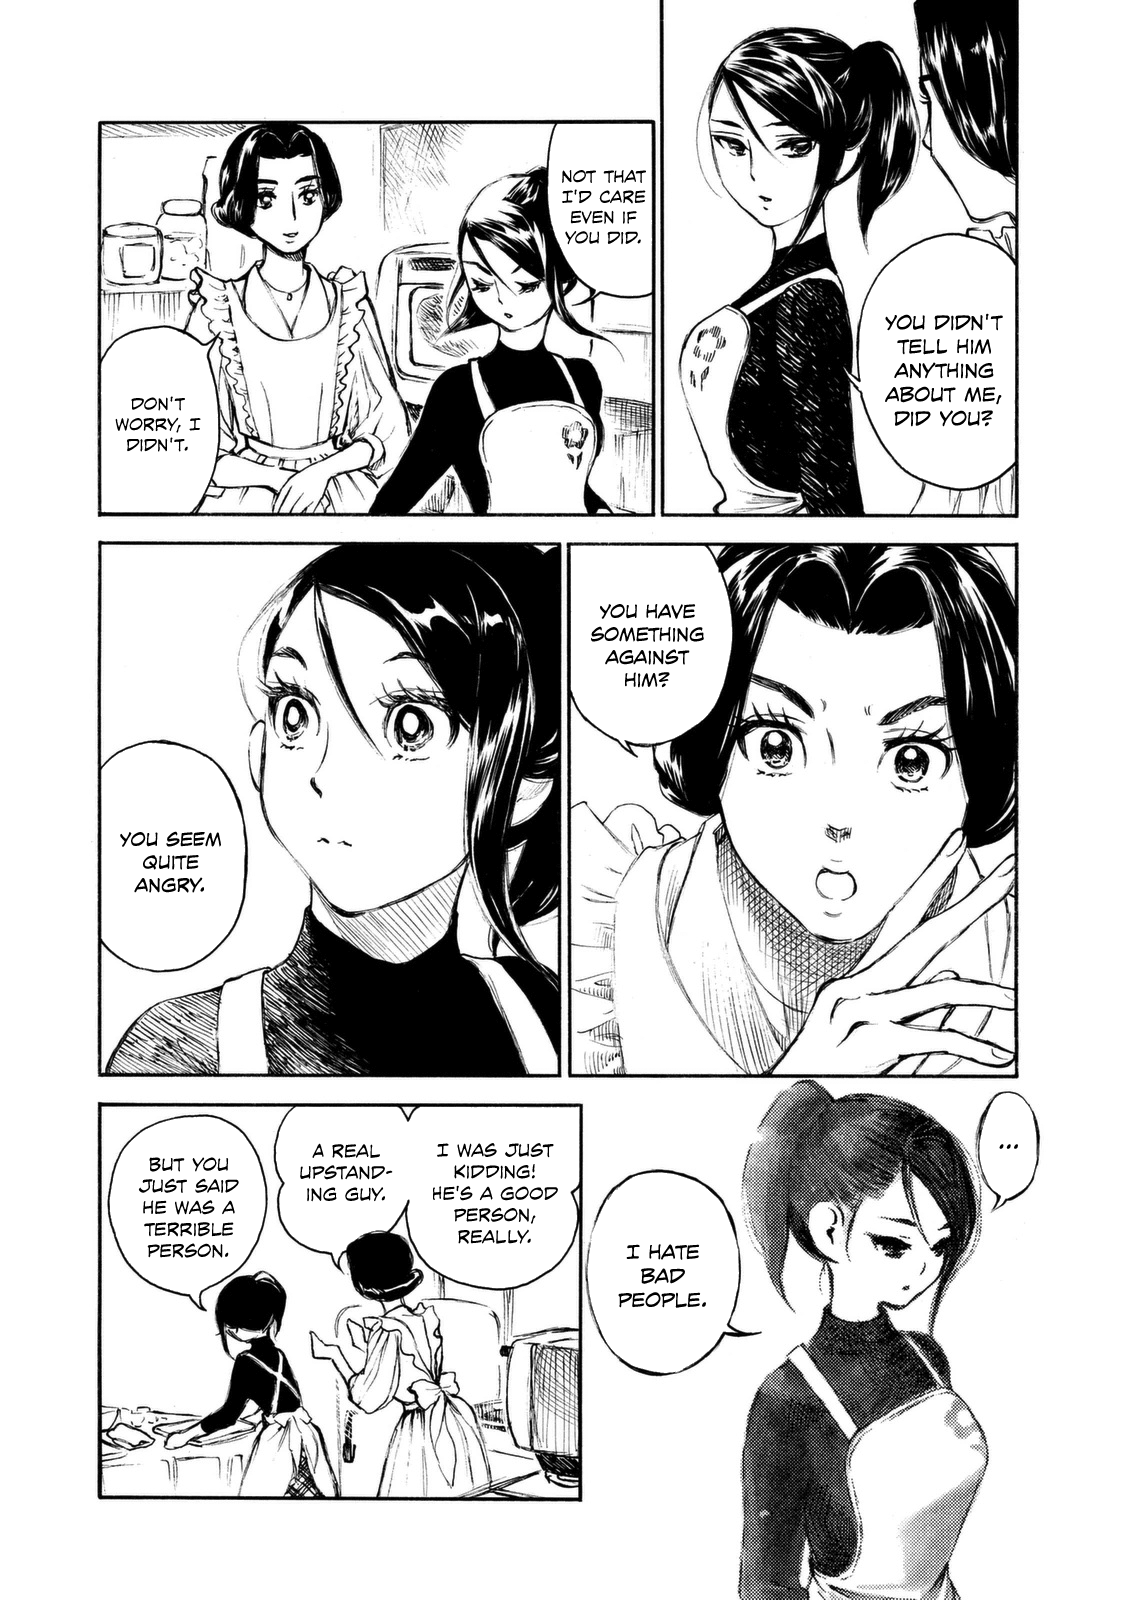 YOU DIDN'T
TELL HIM
ANYTHING
ABOUT ME,
DID YOU?
NOT THAT
I'D CARE
EVEN IF
YOU DID.
DON'T
WORRY, I
DIDN'T.
YOU HAVE
SOMETHING
AGAINST
HIM?
YOU SEEM
QUITE
ANGRY.
...
I HATE
BAD
PEOPLE.
I WAS JUST
KIDDING!
HE'S A GOOD
PERSON,
REALLY.
A REAL
UPSTAND-
ING GUY.
BUT YOU
JUST SAID
HE WAS A
TERRIBLE
PERSON.